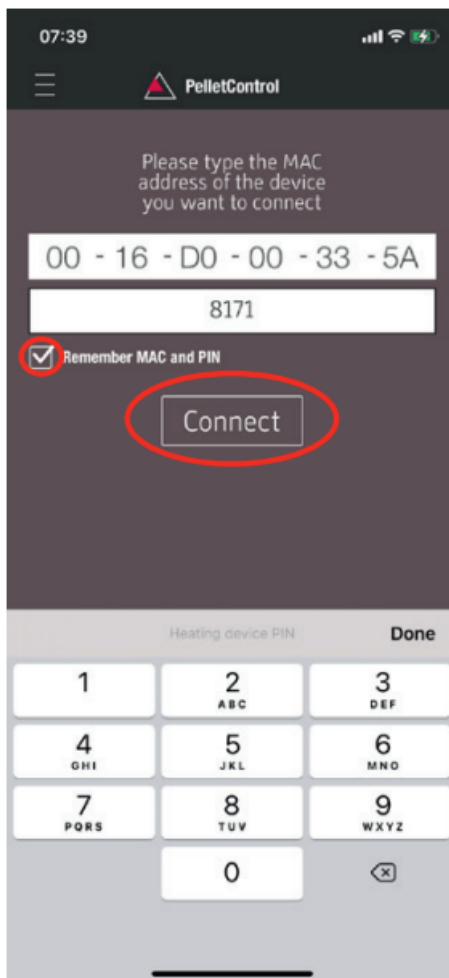 07:39
PelletControl
Please type the MAC
address of the device
you want to connect
00 - 16 - D0 - 00 - 33 - 5A
8171
Remember MAC and PIN
Connect
Heating device PIN
Done
1
2
ABC
3
DEF
4
GHI
5
JKL
6
MNO
7
PQRS
8
TUV
9
WXYZ
0